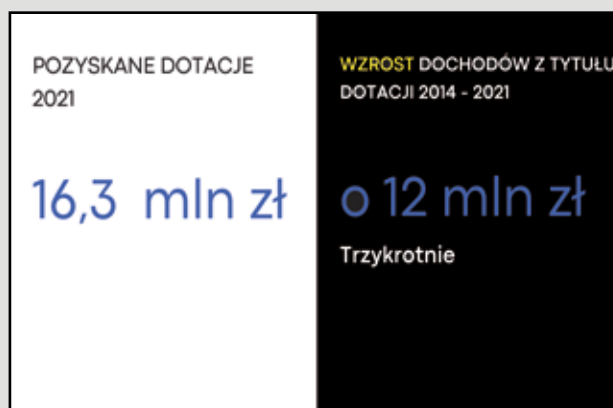 POZYSKANE DOTACJE
2021
16,3 mln zł
WZROST DOCHODÓW Z TYTUŁU
DOTACJI 2014 - 2021
o 12 mln zł
Trzykrotnie